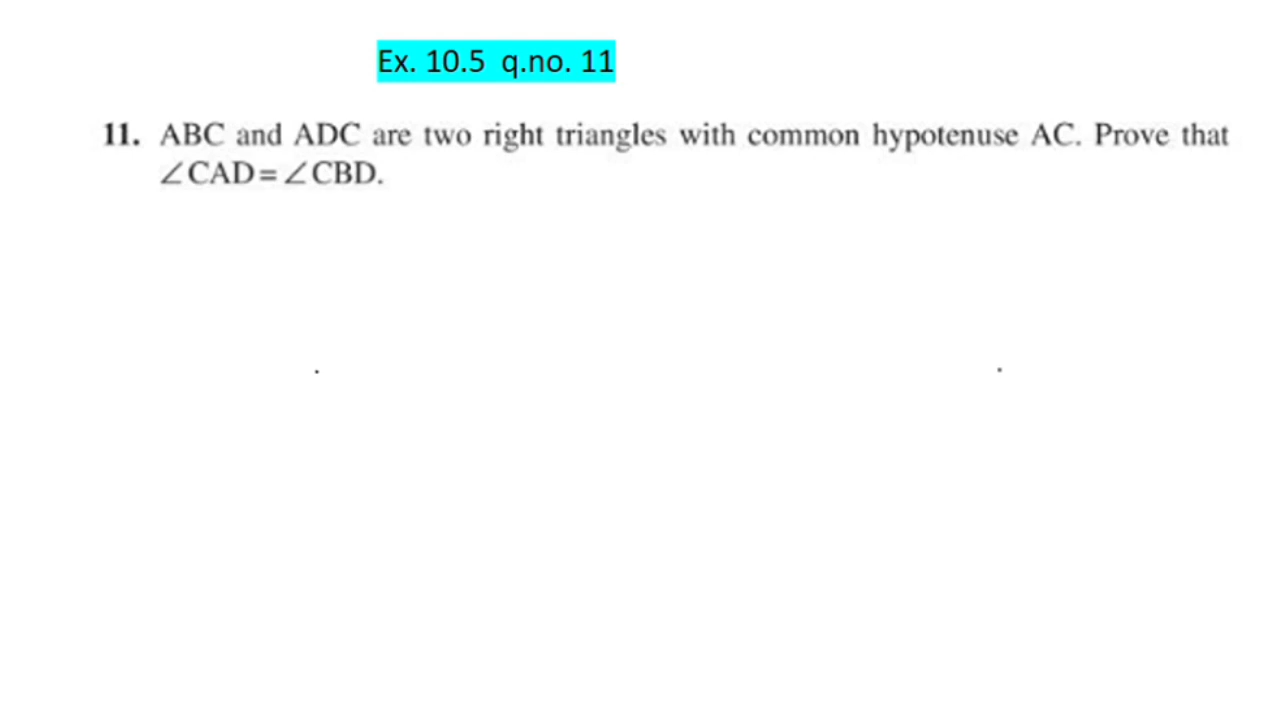 Ex. 10.5 q.no. 11
11. ABC and ADC are two right triangles with common hypotenuse AC. Prove that
∠CAD = ∠CBD.